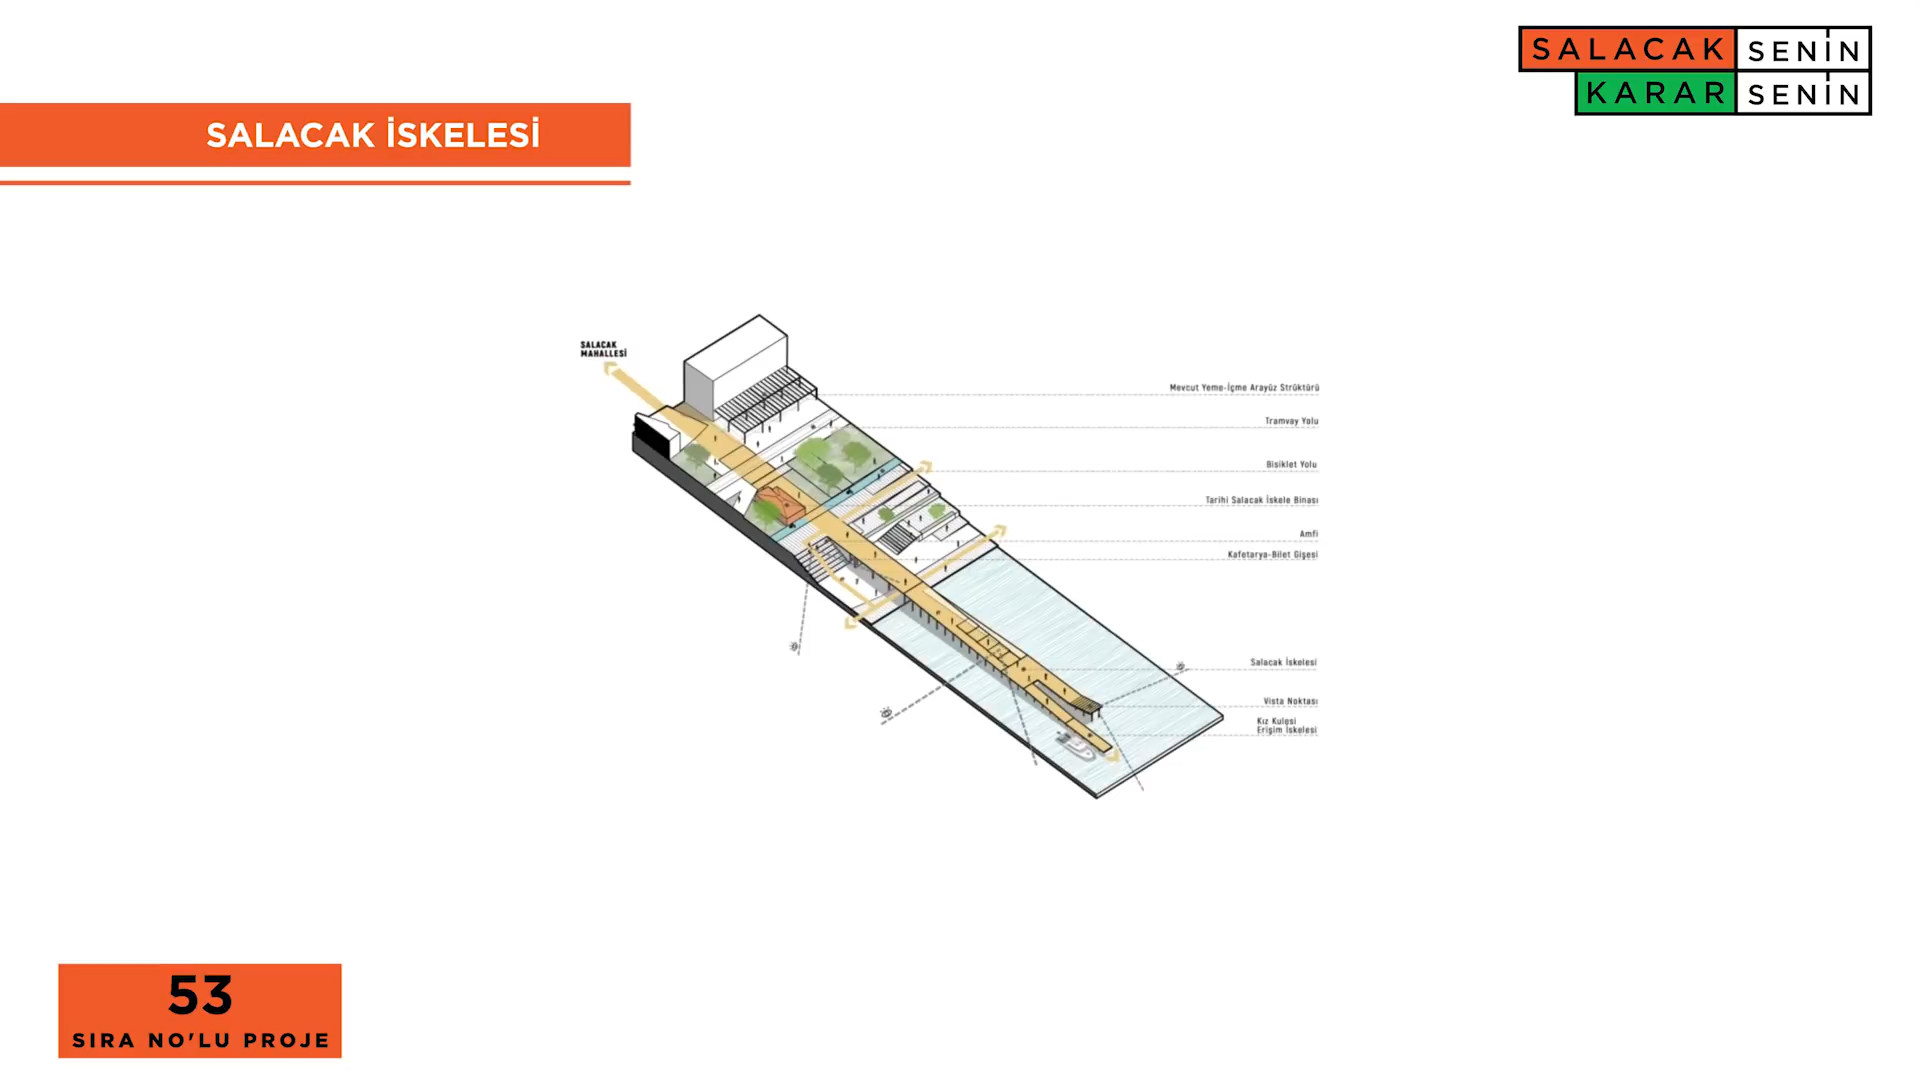 SALACAK SENİN
KARAR SENİN
SALACAK İSKELESİ
SALACAK
MAHALLESİ
Mevcut Yeme-İçme Arayüz Strüktürü
Tramvay Yolu
Bisiklet Yolu
Tarihi Salacak İskele Binası
Amfi
Kafetarya-Bilet Gişesi
Salacak İskelesi
Vista Noktası
Kız Kulesi
Erişim İskelesi
53
SIRA NO'LU PROJE